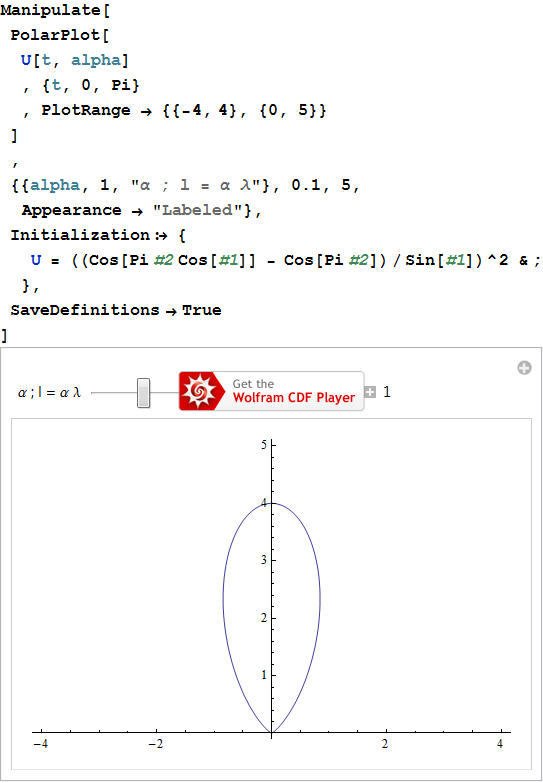 Manipulate[
PolarPlot[
U[t, alpha]
, {t, 0, Pi}
, PlotRange → {{-4, 4}, {0, 5}}
]
,
{{alpha, 1, "α ; l = α λ"}, 0.1, 5,
Appearance → "Labeled"},
Initialization :→ {
U = ((Cos[Pi #2 Cos[#1]] - Cos[Pi #2]) / Sin[#1])^2 & ;
},
SaveDefinitions → True
]
α ; l = α λ
Get the
Wolfram CDF Player
1
5
4
3
2
1
-4
-2
2
4